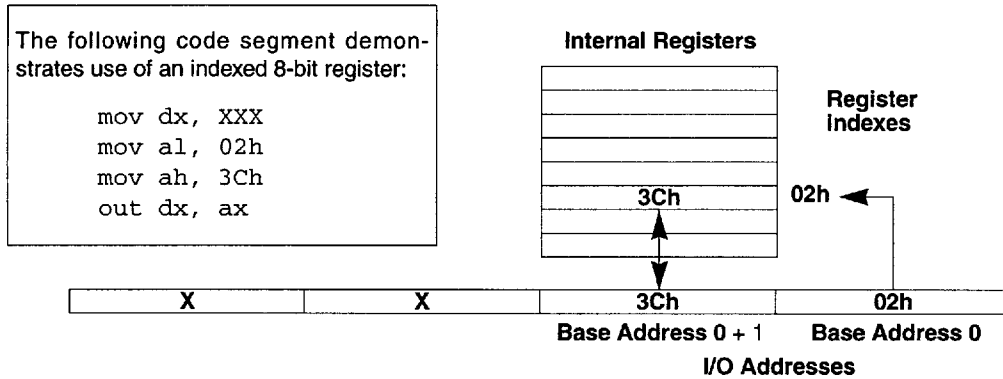 The following code segment demon-
strates use of an indexed 8-bit register:
mov dx, XXX
mov al, 02h
mov ah, 3Ch
out dx, ax
Internal Registers
Register
Indexes
3Ch
02h
X X 3Ch 02h
Base Address 0 + 1 Base Address 0
I/O Addresses